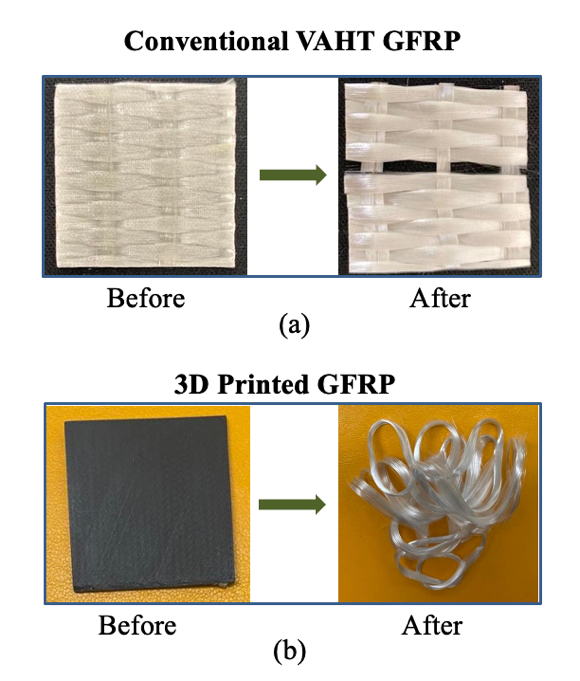 Conventional VAHT GFRP
Before
After
(a)
3D Printed GFRP
Before
After
(b)